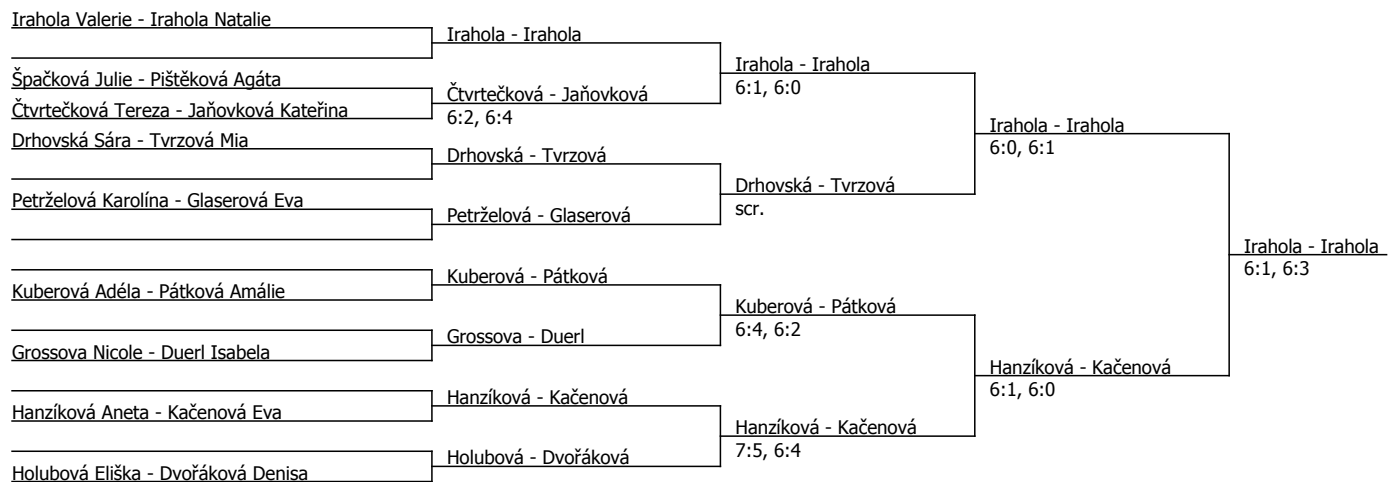 Irahola Valerie - Irahola Natalie
Špačková Julie - Pištěková Agáta
Čtvrtečková Tereza - Jaňovková Kateřina
Drhovská Sára - Tvrzová Mia
Petrželová Karolína - Glaserová Eva
Kuberová Adéla - Pátková Amálie
Grossova Nicole - Duerl Isabela
Hanzíková Aneta - Kačenová Eva
Holubová Eliška - Dvořáková Denisa
Irahola - Irahola
Čtvrtečková - Jaňovková
6:2, 6:4
Drhovská - Tvrzová
Petrželová - Glaserová
Kuberová - Pátková
Grossova - Duerl
Hanzíková - Kačenová
Holubová - Dvořáková
Irahola - Irahola
6:1, 6:0
Drhovská - Tvrzová
scr.
Kuberová - Pátková
6:4, 6:2
Hanzíková - Kačenová
7:5, 6:4
Irahola - Irahola
6:0, 6:1
Hanzíková - Kačenová
6:1, 6:0
Irahola - Irahola
6:1, 6:3